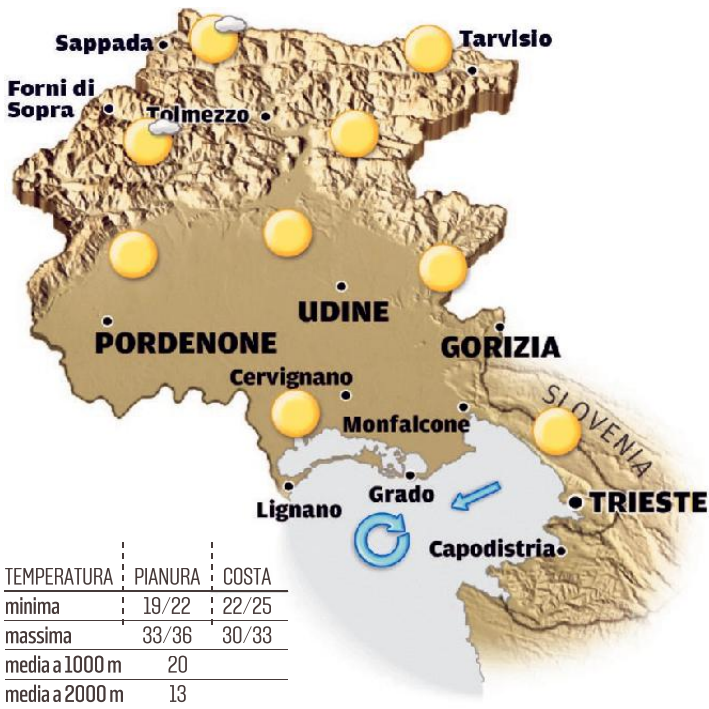 Sappada
Tarvisio
Forni di
Sopra
Tolmezzo
UDINE
PORDENONE
GORIZIA
Cervignano
SLOVENIA
Monfalcone
Grado
Lignano
TRIESTE
Capodistria
TEMPERATURA PIANURA COSTA
minima 19/22 22/25
massima 33/36 30/33
media a 1000 m 20
media a 2000 m 13